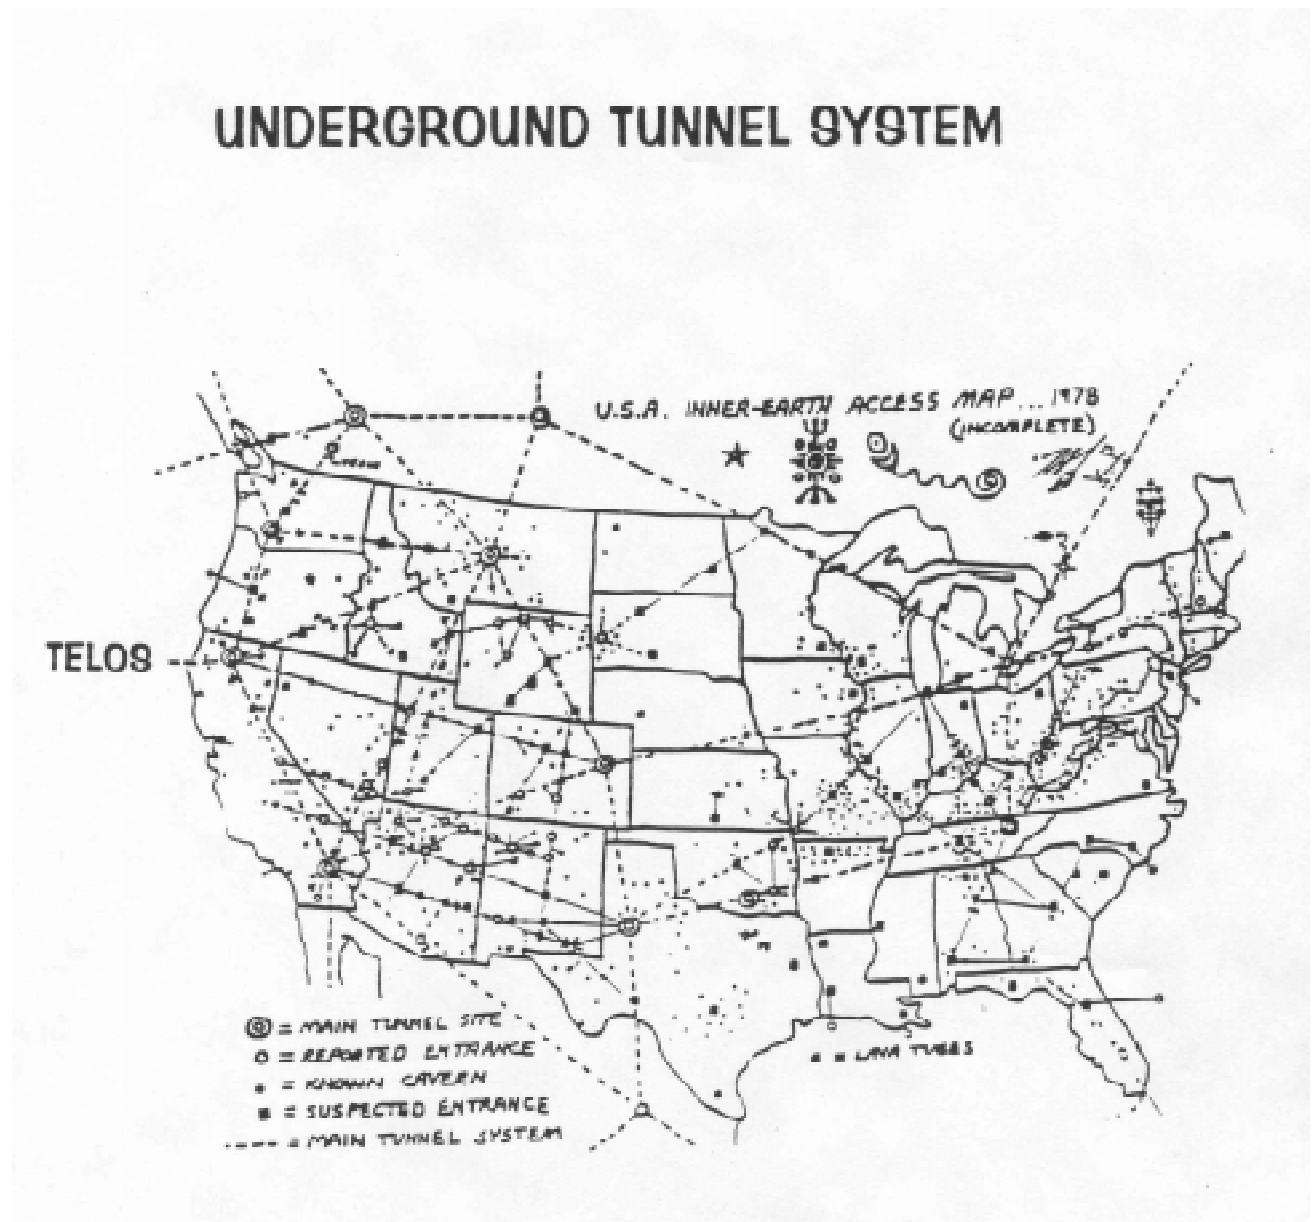 UNDERGROUND TUNNEL SYSTEM
U.S.A. INNER-EARTH ACCESS MAP... 1978
(INCOMPLETE)
TELOS
= MAIN TUNNEL SITE
= REPORTED ENTRANCE
= KNOWN CAVERN
= SUSPECTED ENTRANCE
---- = MAIN TUNNEL SYSTEM
= LAVA TUBES